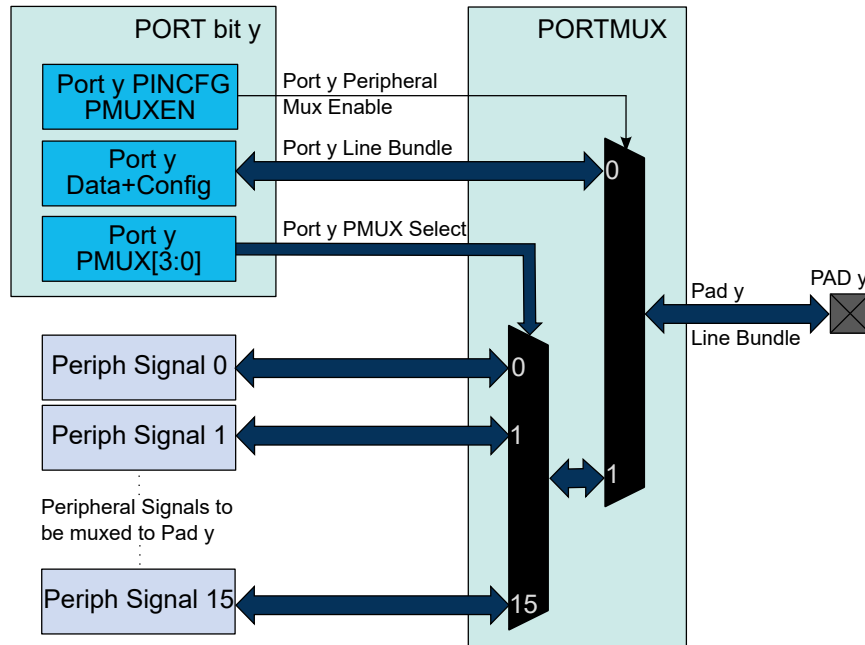 PORT bit y
PORTMUX
Port y PINCFG
PMUXEN
Port y Peripheral
Mux Enable
Port y
Data+Config
Port y Line Bundle
0
Port y
PMUX[3:0]
Port y PMUX Select
Pad y
Line Bundle
PAD y
Periph Signal 0
0
Periph Signal 1
1
1
Peripheral Signals to
be muxed to Pad y
Periph Signal 15
15